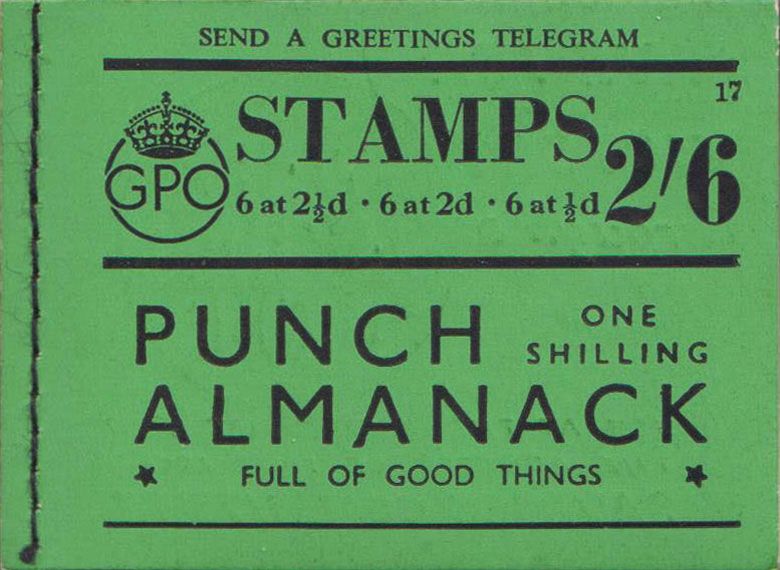 SEND A GREETINGS TELEGRAM
17
STAMPS 2/6
GPO
6 at 2½d · 6 at 2d · 6 at ½d
PUNCH ONE SHILLING
ALMANACK
★ FULL OF GOOD THINGS ★